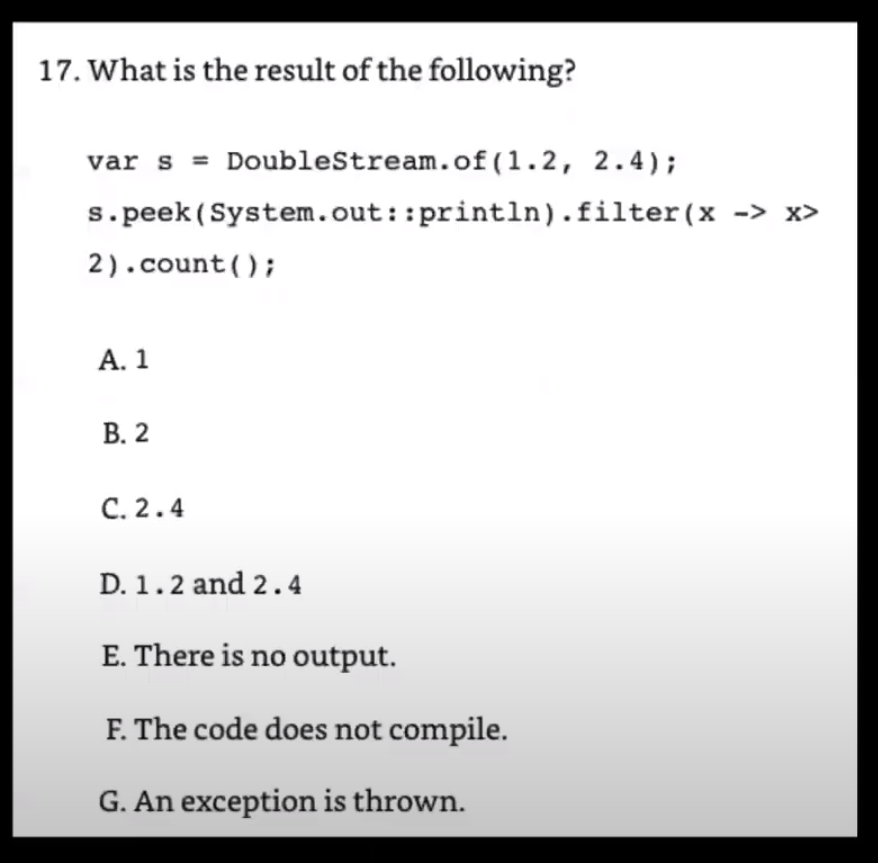 17. What is the result of the following?
var s = DoubleStream.of(1.2, 2.4);
s.peek(System.out::println).filter(x -> x>
2).count();
A. 1
B. 2
C. 2.4
D. 1.2 and 2.4
E. There is no output.
F. The code does not compile.
G. An exception is thrown.